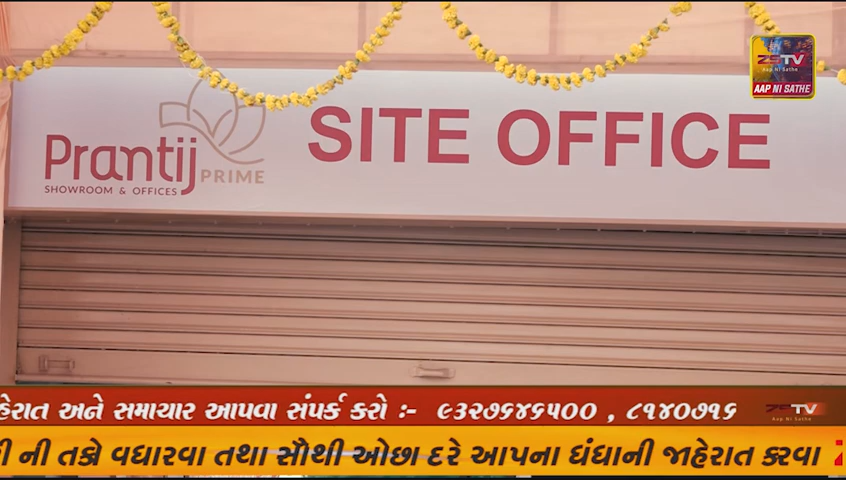 Prantij
PRIME
SHOWROOM & OFFICES
SITE OFFICE
ZSTV
Aap Ni Sathe
AAP NI SATHE
હેરાત અને સમાચાર આપવા સંપર્ક કરો :- ૯૩૨૭૬૪૬૫૦૦ , ૮૧૪૦૭૧૬
ની તકો વધારવા તથા સૌથી ઓછા દરે આપના ધંધાની જાહેરાત કરવા